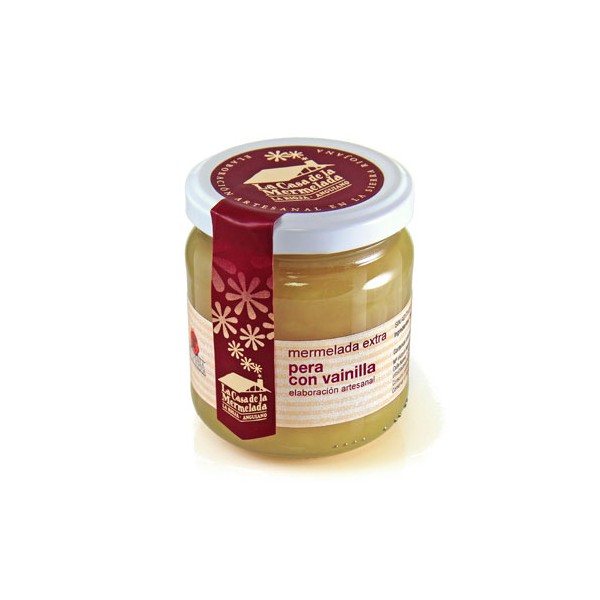 ELABORACIÓN ARTESANAL EN LA SIERRA RIOJANA
La Casa de la
Mermelada
LA RIOJA - ANGUIANO
mermelada extra
pera
con vainilla
elaboración artesanal
La Casa de la
Mermelada
LA RIOJA - ANGUIANO